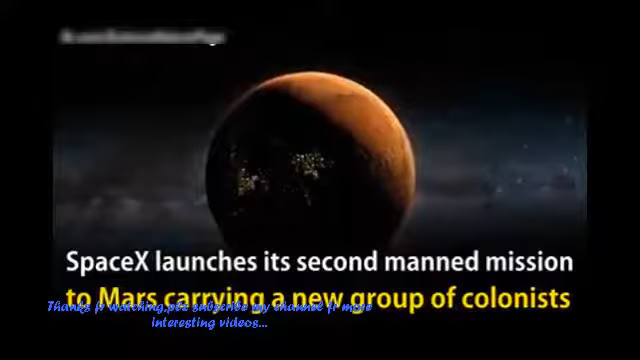 SpaceX launches its second manned mission
to Mars carrying a new group of colonists
Thanks fr watching,plz subscribe my channel fr more
interesting videos...